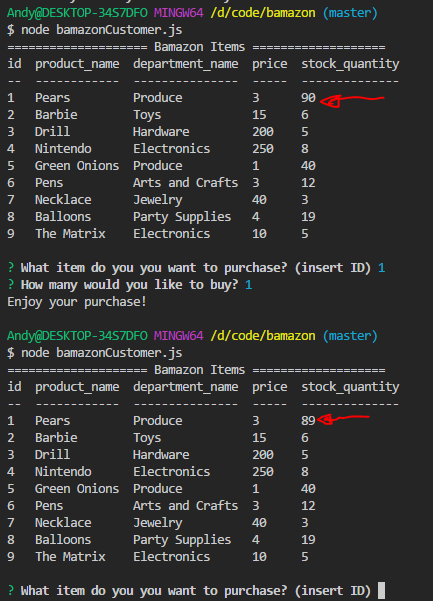 Andy@DESKTOP-34S7DFO MINGW64 /d/code/bamazon (master)
$ node bamazonCustomer.js
==================== Bamazon Items ===================
id  product_name  department_name  price  stock_quantity
--  ------------  ---------------  -----  --------------
1   Pears         Produce          3      90
2   Barbie        Toys             15     6
3   Drill         Hardware         200    5
4   Nintendo      Electronics      250    8
5   Green Onions  Produce          1      40
6   Pens          Arts and Crafts  3      12
7   Necklace      Jewelry          40     3
8   Balloons      Party Supplies   4      19
9   The Matrix    Electronics      10     5
? What item do you you want to purchase? (insert ID) 1
? How many would you like to buy? 1
Enjoy your purchase!
Andy@DESKTOP-34S7DFO MINGW64 /d/code/bamazon (master)
$ node bamazonCustomer.js
==================== Bamazon Items ===================
id  product_name  department_name  price  stock_quantity
--  ------------  ---------------  -----  --------------
1   Pears         Produce          3      89
2   Barbie        Toys             15     6
3   Drill         Hardware         200    5
4   Nintendo      Electronics      250    8
5   Green Onions  Produce          1      40
6   Pens          Arts and Crafts  3      12
7   Necklace      Jewelry          40     3
8   Balloons      Party Supplies   4      19
9   The Matrix    Electronics      10     5
? What item do you you want to purchase? (insert ID)